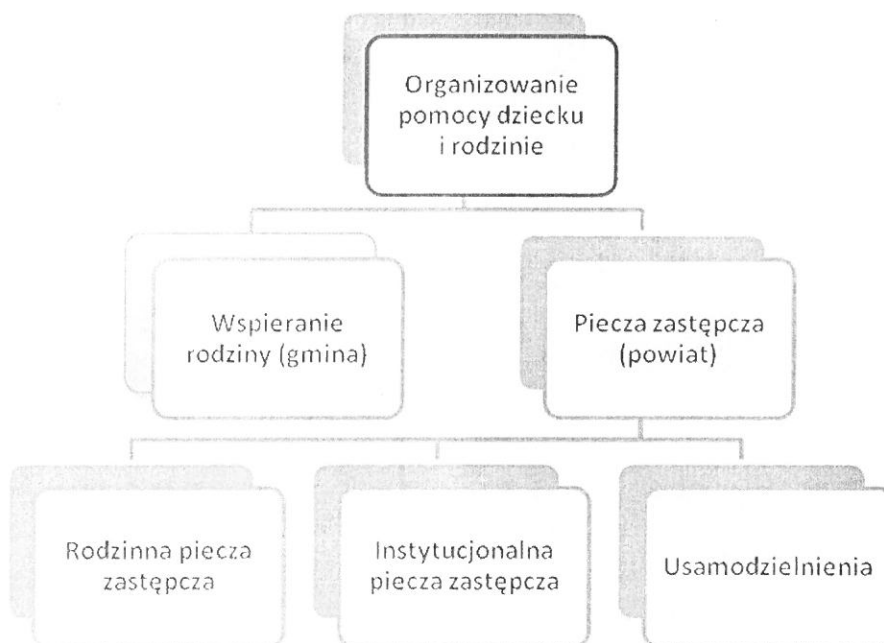 Organizowanie
pomocy dziecku
i rodzinie
Wspieranie
rodziny (gmina)
Piecza zastępcza
(powiat)
Rodzinna piecza
zastępcza
Instytucjonalna
piecza zastępcza
Usamodzielnienia